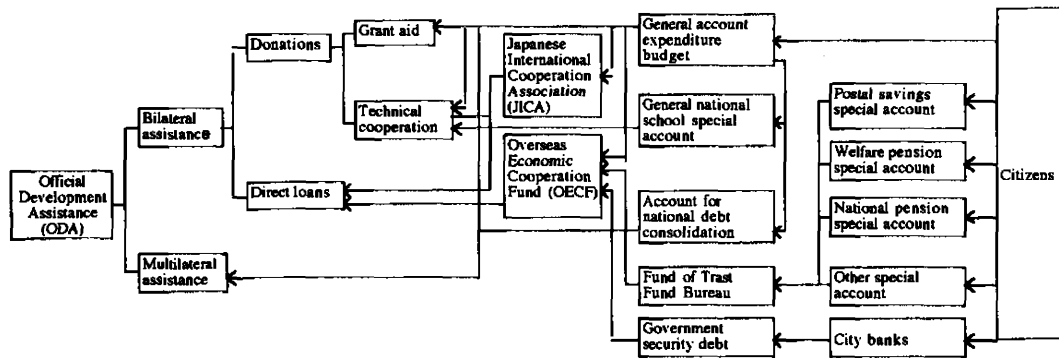 Official
Development
Assistance
(ODA)
Bilateral
assistance
Multilateral
assistance
Donations
Direct loans
Grant aid
Technical
cooperation
Japanese
International
Cooperation
Association
(JICA)
Overseas
Economic
Cooperation
Fund (OECF)
General account
expenditure
budget
General national
school special
account
Account for
national debt
consolidation
Fund of Trast
Fund Bureau
Government
security debt
Postal savings
special account
Welfare pension
special account
National pension
special account
Other special
account
City banks
Citizens